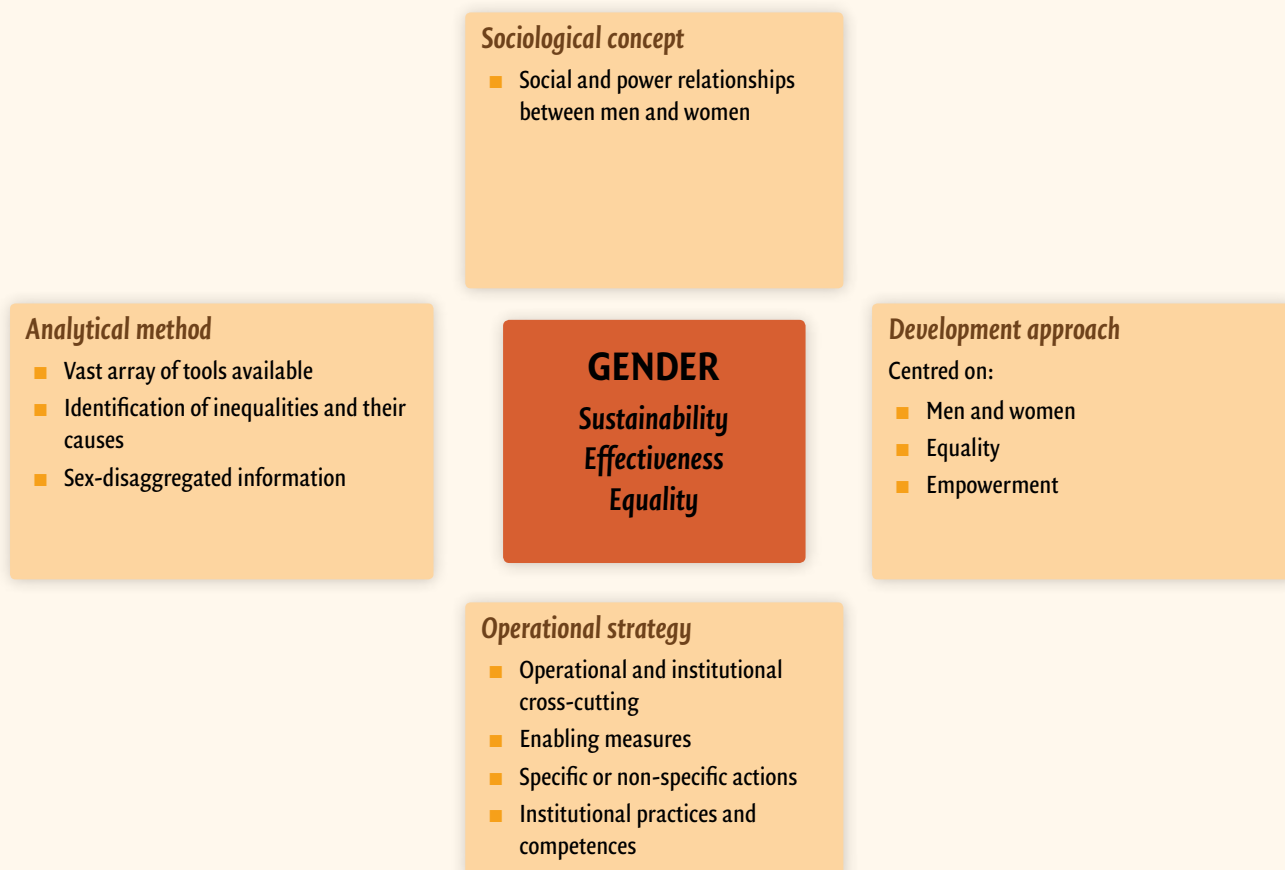 Sociological concept
■ Social and power relationships
between men and women
Analytical method
■ Vast array of tools available
■ Identification of inequalities and their
causes
■ Sex-disaggregated information
GENDER
Sustainability
Effectiveness
Equality
Development approach
Centred on:
■ Men and women
■ Equality
■ Empowerment
Operational strategy
■ Operational and institutional
cross-cutting
■ Enabling measures
■ Specific or non-specific actions
■ Institutional practices and
competences